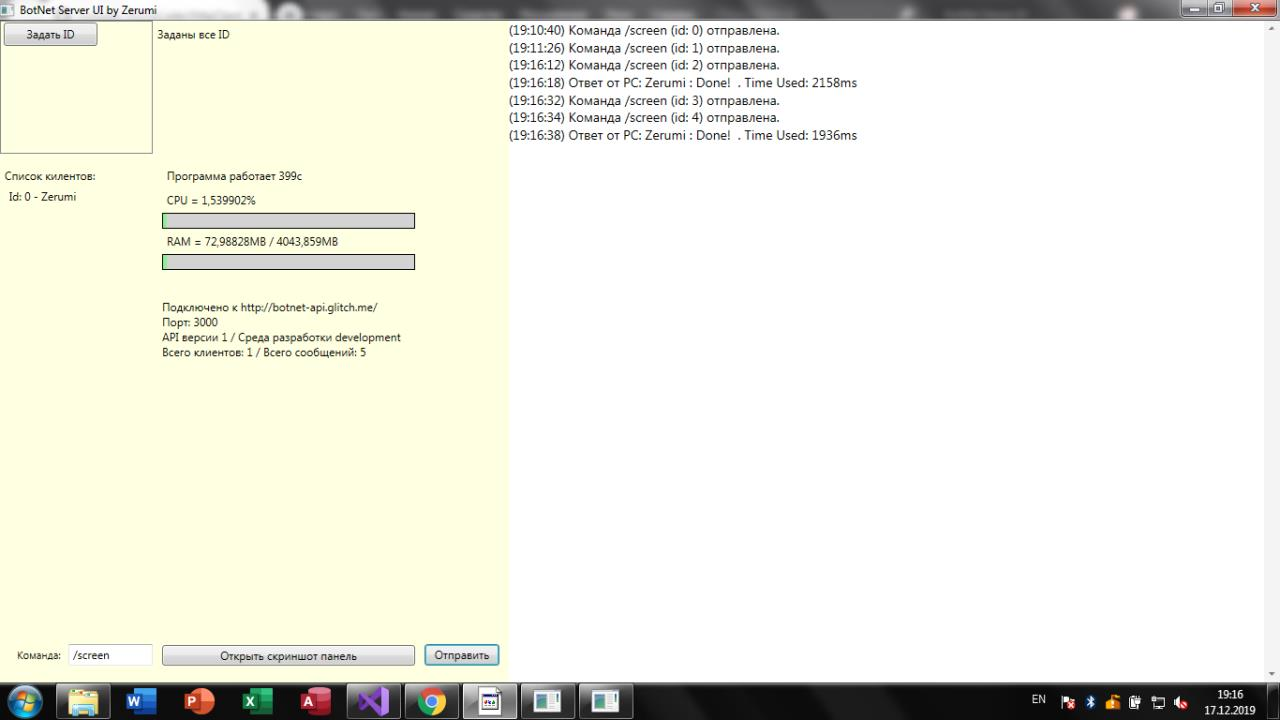 BotNet Server UI by Zerumi
Задать ID
Заданы все ID
Список килентов:
Id: 0 - Zerumi
Программа работает 399с
CPU = 1,539902%
RAM = 72,98828MB / 4043,859MB
Подключено к http://botnet-api.glitch.me/
Порт: 3000
API версии 1 / Среда разработки development
Всего клиентов: 1 / Всего сообщений: 5
Команда:
/screen
Открыть скриншот панель
Отправить
(19:10:40) Команда /screen (id: 0) отправлена.
(19:11:26) Команда /screen (id: 1) отправлена.
(19:16:12) Команда /screen (id: 2) отправлена.
(19:16:18) Ответ от PC: Zerumi : Done!  . Time Used: 2158ms
(19:16:32) Команда /screen (id: 3) отправлена.
(19:16:34) Команда /screen (id: 4) отправлена.
(19:16:38) Ответ от PC: Zerumi : Done!  . Time Used: 1936ms
EN
19:16
17.12.2019